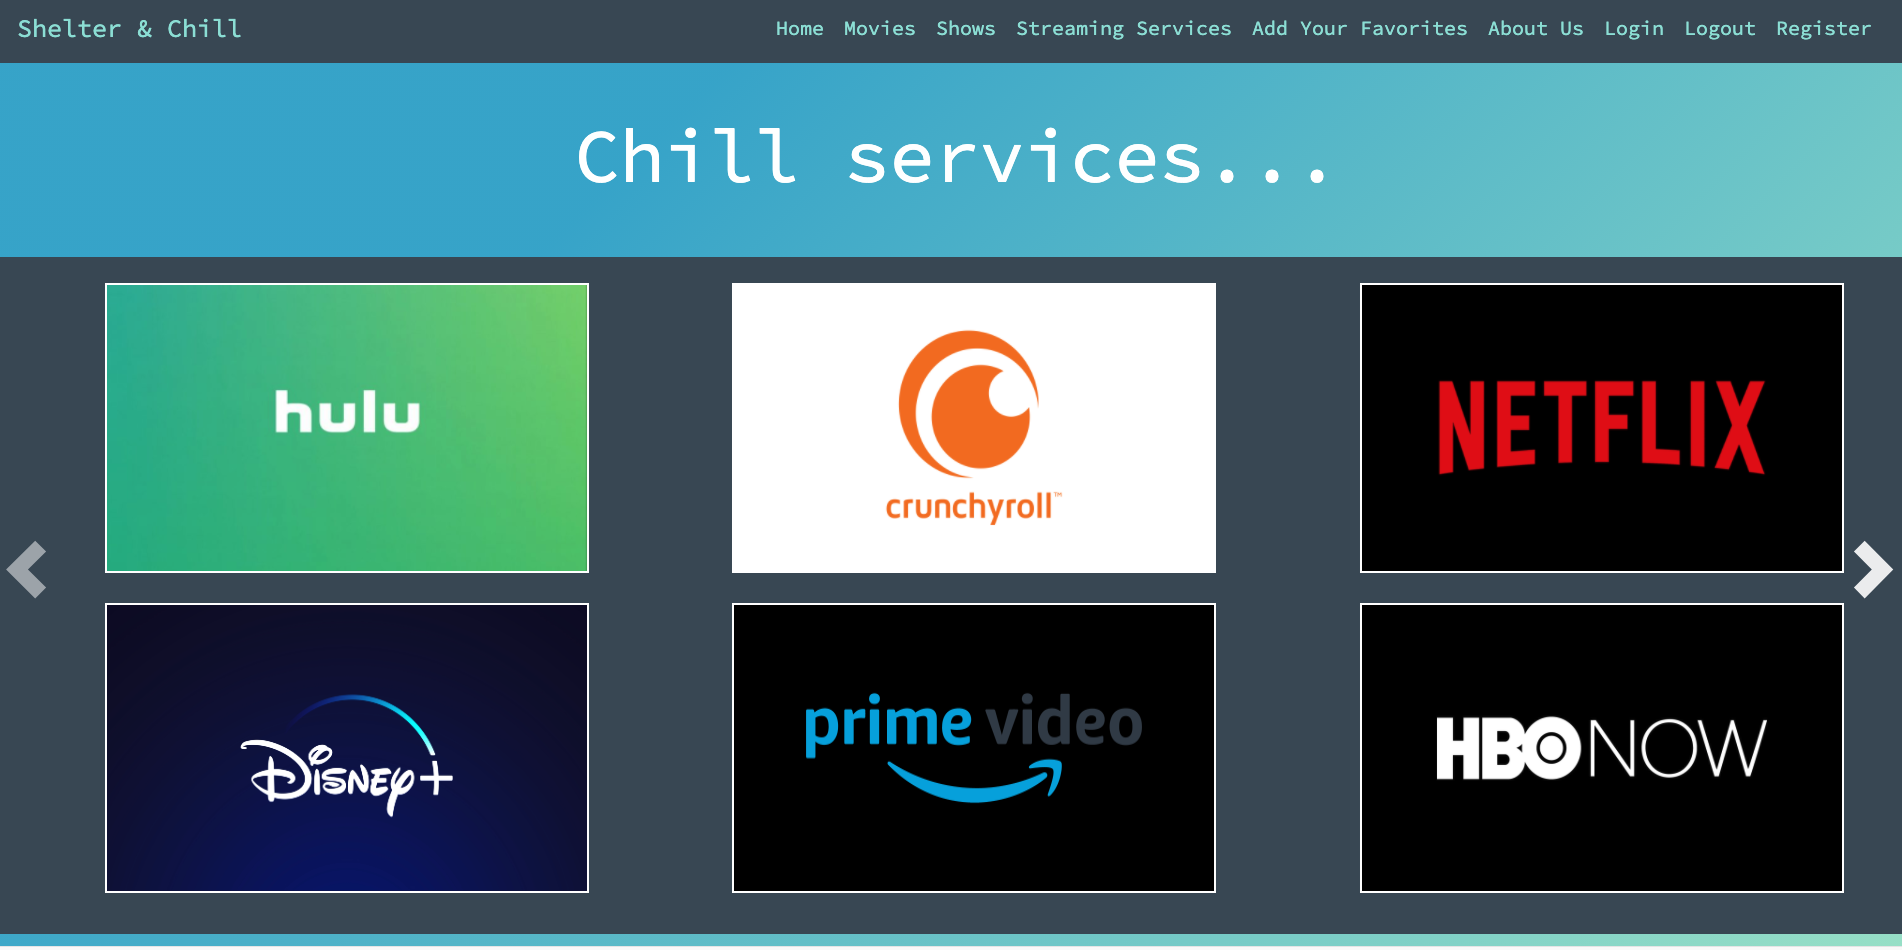 Shelter & Chill
Home Movies Shows Streaming Services Add Your Favorites About Us Login Logout Register
Chill services...
hulu
crunchyroll™
NETFLIX
Disney+
prime video
HBO NOW